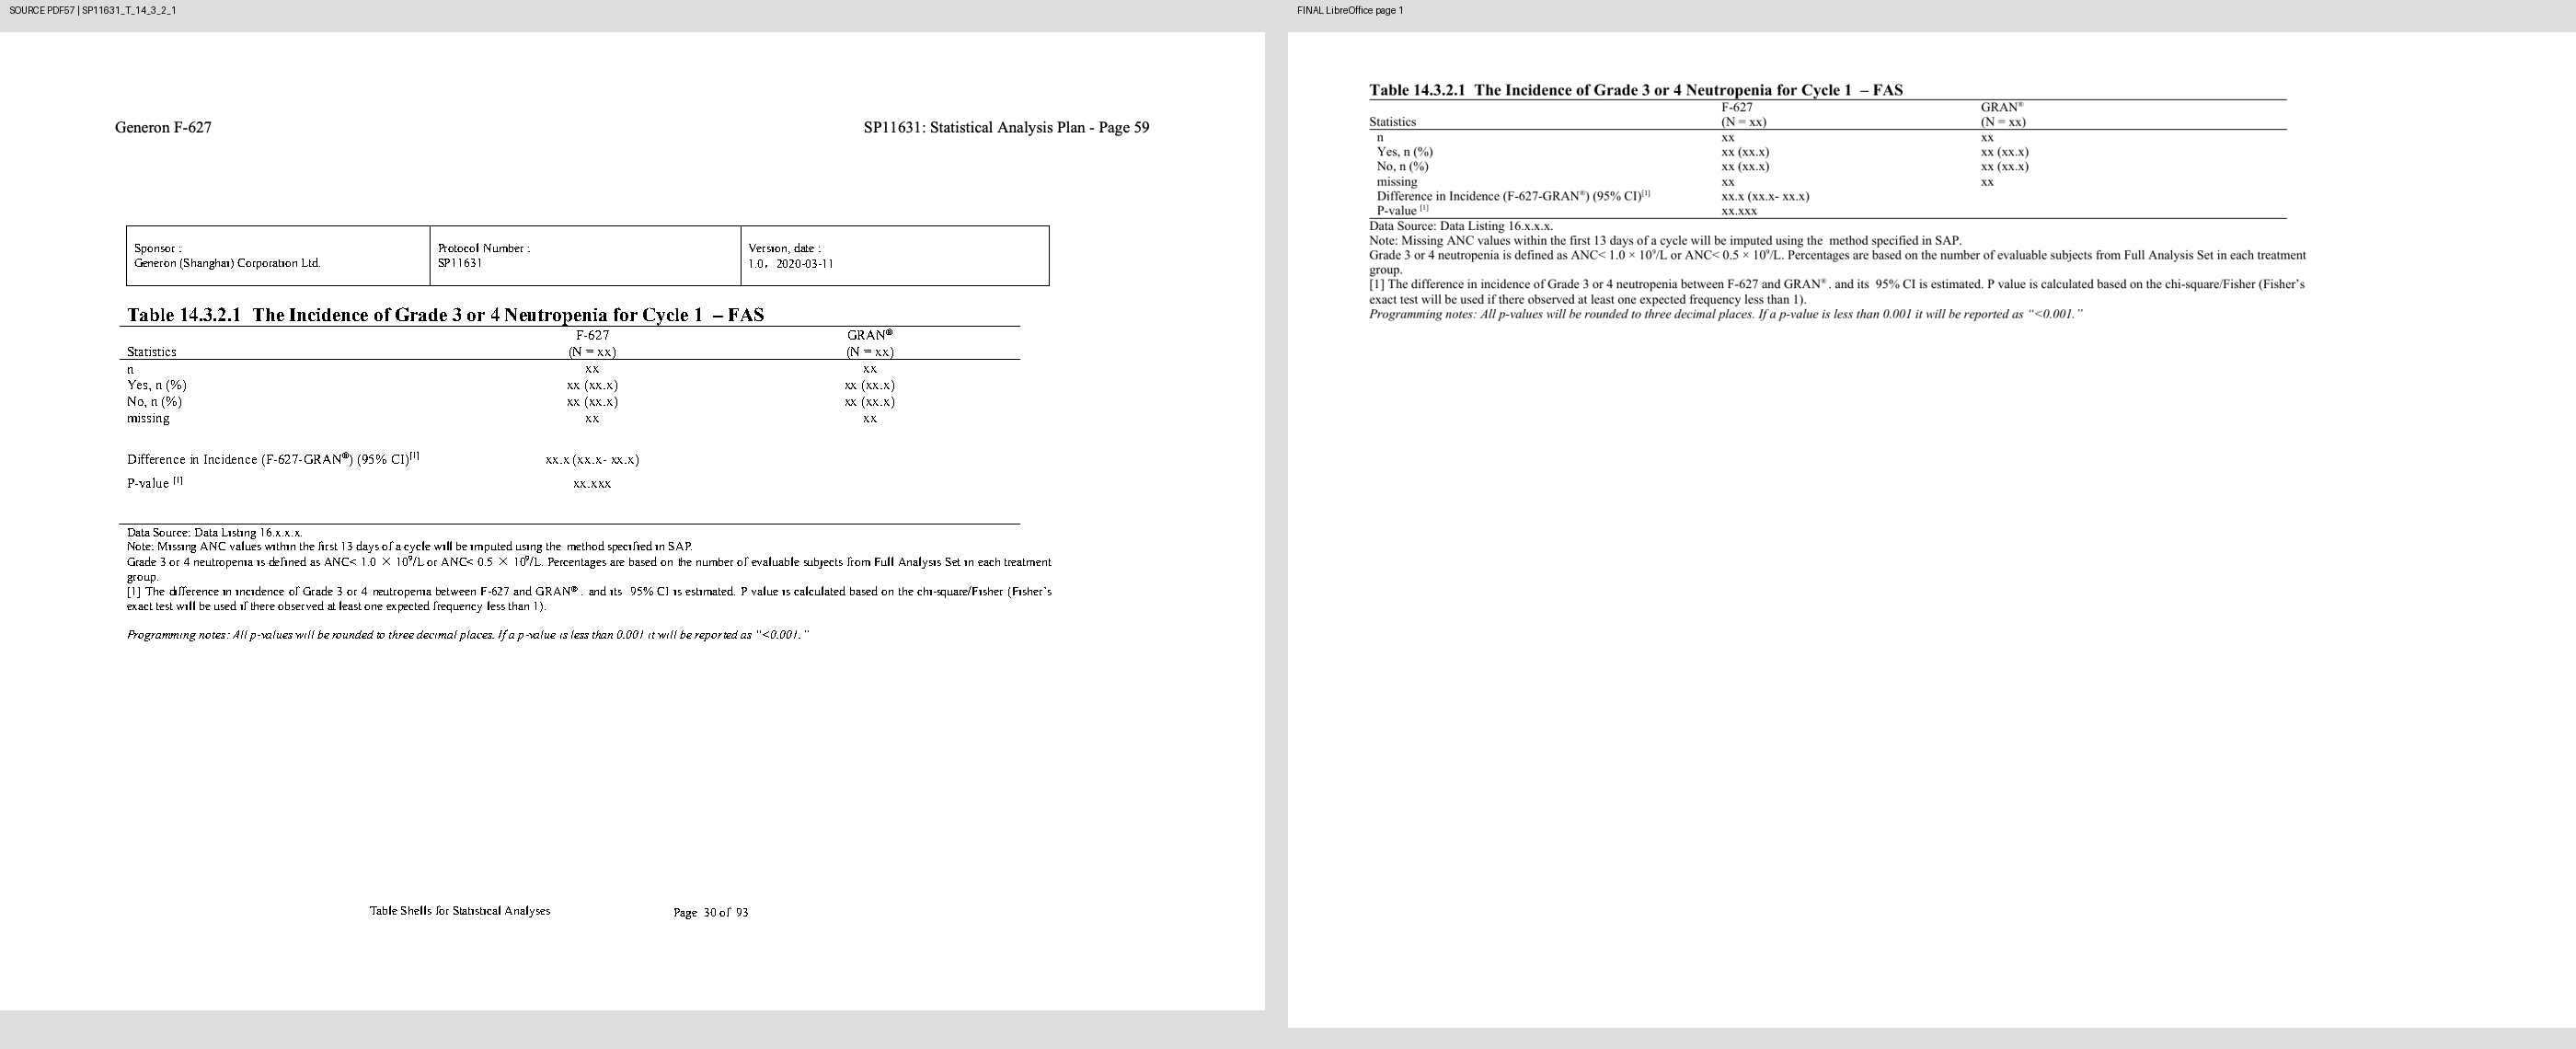 SOURCE PDF57 | SP11631_T_14_3_2_1
Generon F-627 SP11631: Statistical Analysis Plan - Page 59
Sponsor : Protocol Number : Version, date :
Generon (Shanghai) Corporation Ltd. SP11631 1.0，2020-03-11
Table 14.3.2.1 The Incidence of Grade 3 or 4 Neutropenia for Cycle 1 – FAS
F-627 GRAN®
Statistics (N = xx) (N = xx)
n xx xx
Yes, n (%) xx (xx.x) xx (xx.x)
No, n (%) xx (xx.x) xx (xx.x)
missing xx xx
Difference in Incidence (F-627-GRAN®) (95% CI)[1] xx.x (xx.x- xx.x)
P-value [1] xx.xxx
Data Source: Data Listing 16.x.x.x.
Note: Missing ANC values within the first 13 days of a cycle will be imputed using the method specified in SAP.
Grade 3 or 4 neutropenia is defined as ANC< 1.0 × 10⁹/L or ANC< 0.5 × 10⁹/L. Percentages are based on the number of evaluable subjects from Full Analysis Set in each treatment
group.
[1] The difference in incidence of Grade 3 or 4 neutropenia between F-627 and GRAN® . and its 95% CI is estimated. P value is calculated based on the chi-square/Fisher (Fisher's
exact test will be used if there observed at least one expected frequency less than 1).
Programming notes: All p-values will be rounded to three decimal places. If a p-value is less than 0.001 it will be reported as “<0.001.”
Table Shells for Statistical Analyses Page 30 of 93
FINAL LibreOffice page 1
Table 14.3.2.1 The Incidence of Grade 3 or 4 Neutropenia for Cycle 1 – FAS
F-627 GRAN®
Statistics (N = xx) (N = xx)
n xx xx
Yes, n (%) xx (xx.x) xx (xx.x)
No, n (%) xx (xx.x) xx (xx.x)
missing xx xx
Difference in Incidence (F-627-GRAN®) (95% CI)[1] xx.x (xx.x- xx.x)
P-value [1] xx.xxx
Data Source: Data Listing 16.x.x.x.
Note: Missing ANC values within the first 13 days of a cycle will be imputed using the method specified in SAP.
Grade 3 or 4 neutropenia is defined as ANC< 1.0 × 10⁹/L or ANC< 0.5 × 10⁹/L. Percentages are based on the number of evaluable subjects from Full Analysis Set in each treatment
group.
[1] The difference in incidence of Grade 3 or 4 neutropenia between F-627 and GRAN® . and its 95% CI is estimated. P value is calculated based on the chi-square/Fisher (Fisher's
exact test will be used if there observed at least one expected frequency less than 1).
Programming notes: All p-values will be rounded to three decimal places. If a p-value is less than 0.001 it will be reported as “<0.001.”